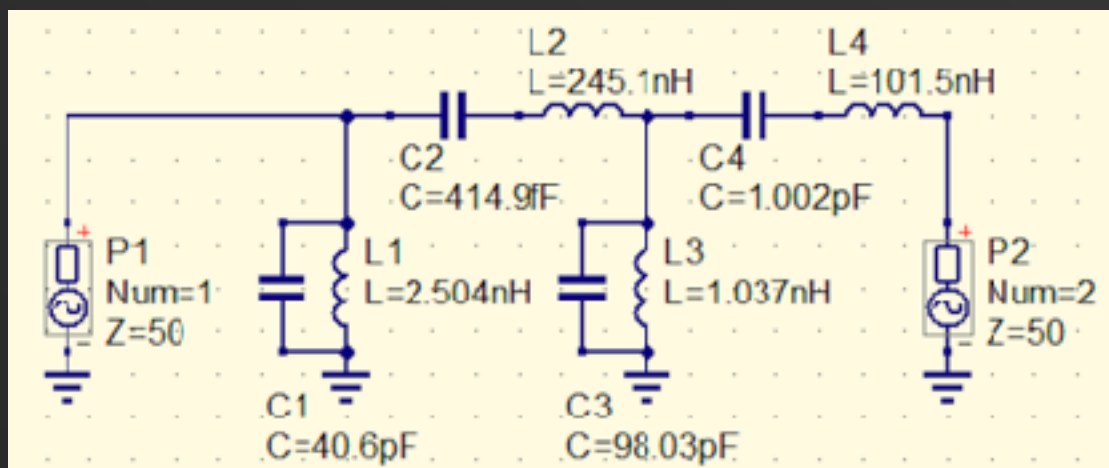 L2
L=245.1nH
L4
L=101.5nH
C2
C=414.9fF
C4
C=1.002pF
P1
Num=1
Z=50
L1
L=2.504nH
L3
L=1.037nH
P2
Num=2
Z=50
C1
C=40.6pF
C3
C=98.03pF